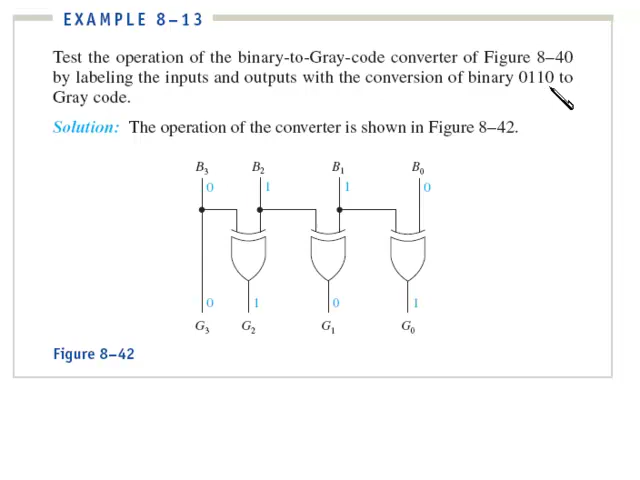 EXAMPLE 8–13
Test the operation of the binary-to-Gray-code converter of Figure 8–40
by labeling the inputs and outputs with the conversion of binary 0110 to
Gray code.
Solution: The operation of the converter is shown in Figure 8–42.
B3 B2 B1 B0
0 1 1 0
0 1 0 1
G3 G2 G1 G0
Figure 8–42